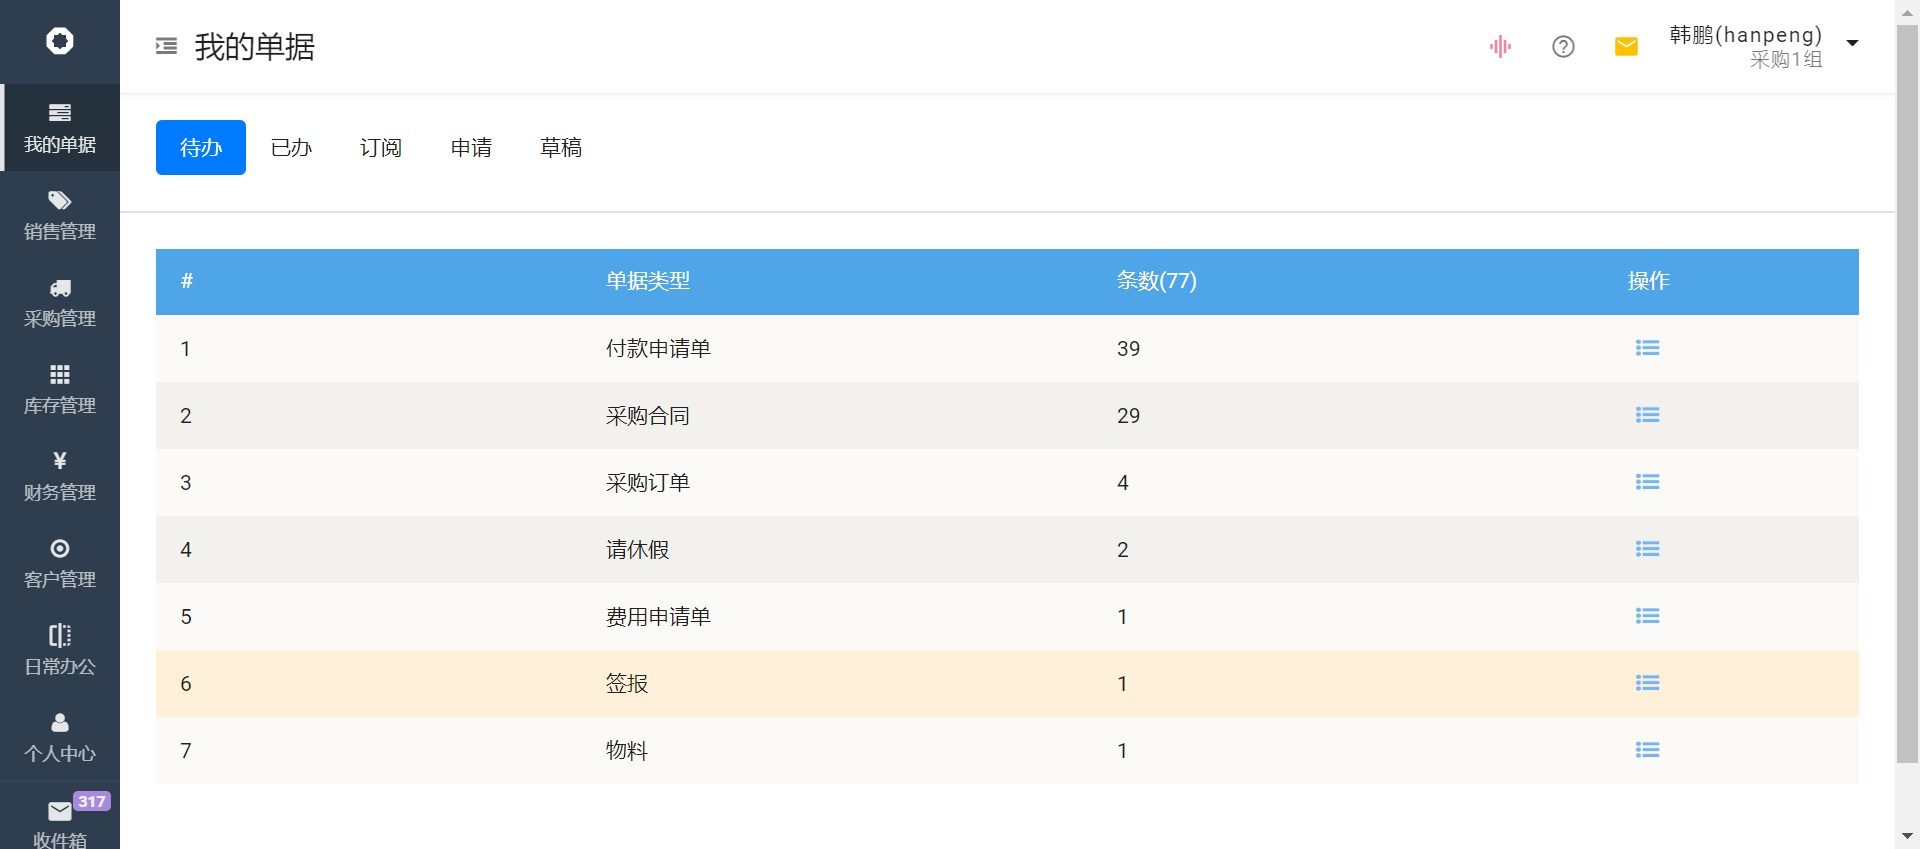 我的单据
韩鹏(hanpeng)
采购1组
我的单据
销售管理
采购管理
库存管理
¥
财务管理
客户管理
日常办公
个人中心
317
收件箱
待办 已办 订阅 申请 草稿
# 单据类型 条数(77) 操作
1 付款申请单 39
2 采购合同 29
3 采购订单 4
4 请休假 2
5 费用申请单 1
6 签报 1
7 物料 1